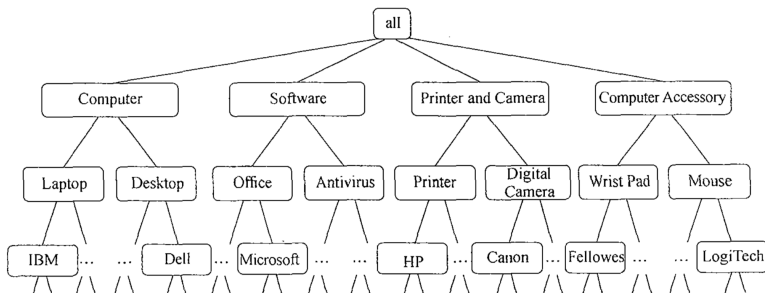 all
Computer
Software
Printer and Camera
Computer Accessory
Laptop
Desktop
Office
Antivirus
Printer
Digital
Camera
Wrist Pad
Mouse
IBM
...
...
Dell
...
Microsoft
...
...
HP
...
Canon
...
Fellowes
...
...
LogiTech